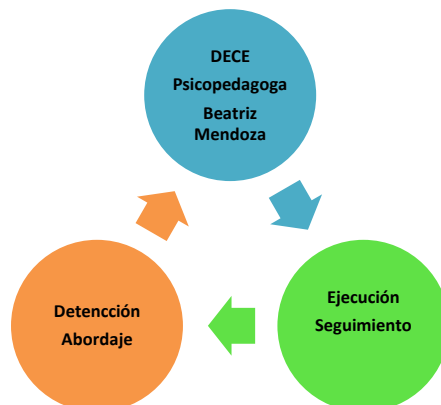 DECE
Psicopedagoga
Beatriz
Mendoza
Ejecución
Seguimiento
Detencción
Abordaje